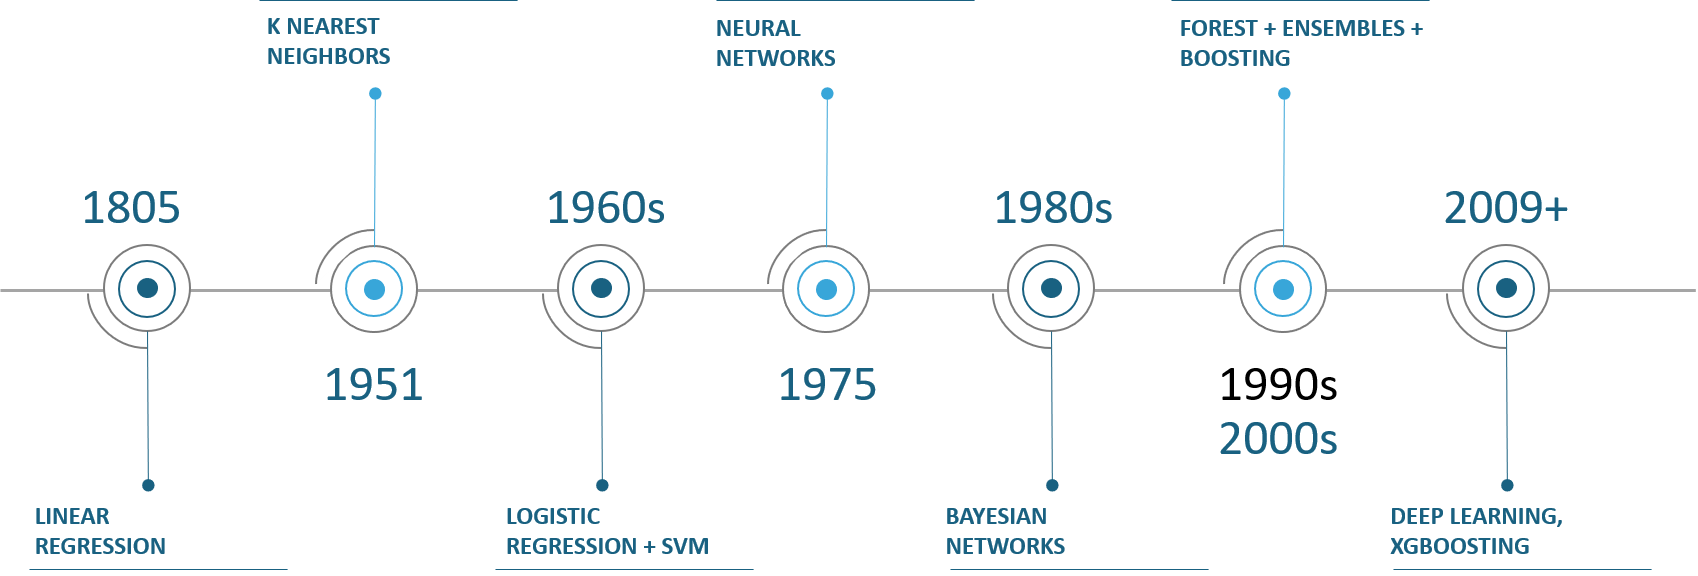 K NEAREST
NEIGHBORS
NEURAL
NETWORKS
FOREST + ENSEMBLES +
BOOSTING
1805
1960s
1980s
2009+
1951
1975
1990s
2000s
LINEAR
REGRESSION
LOGISTIC
REGRESSION + SVM
BAYESIAN
NETWORKS
DEEP LEARNING,
XGBOOSTING